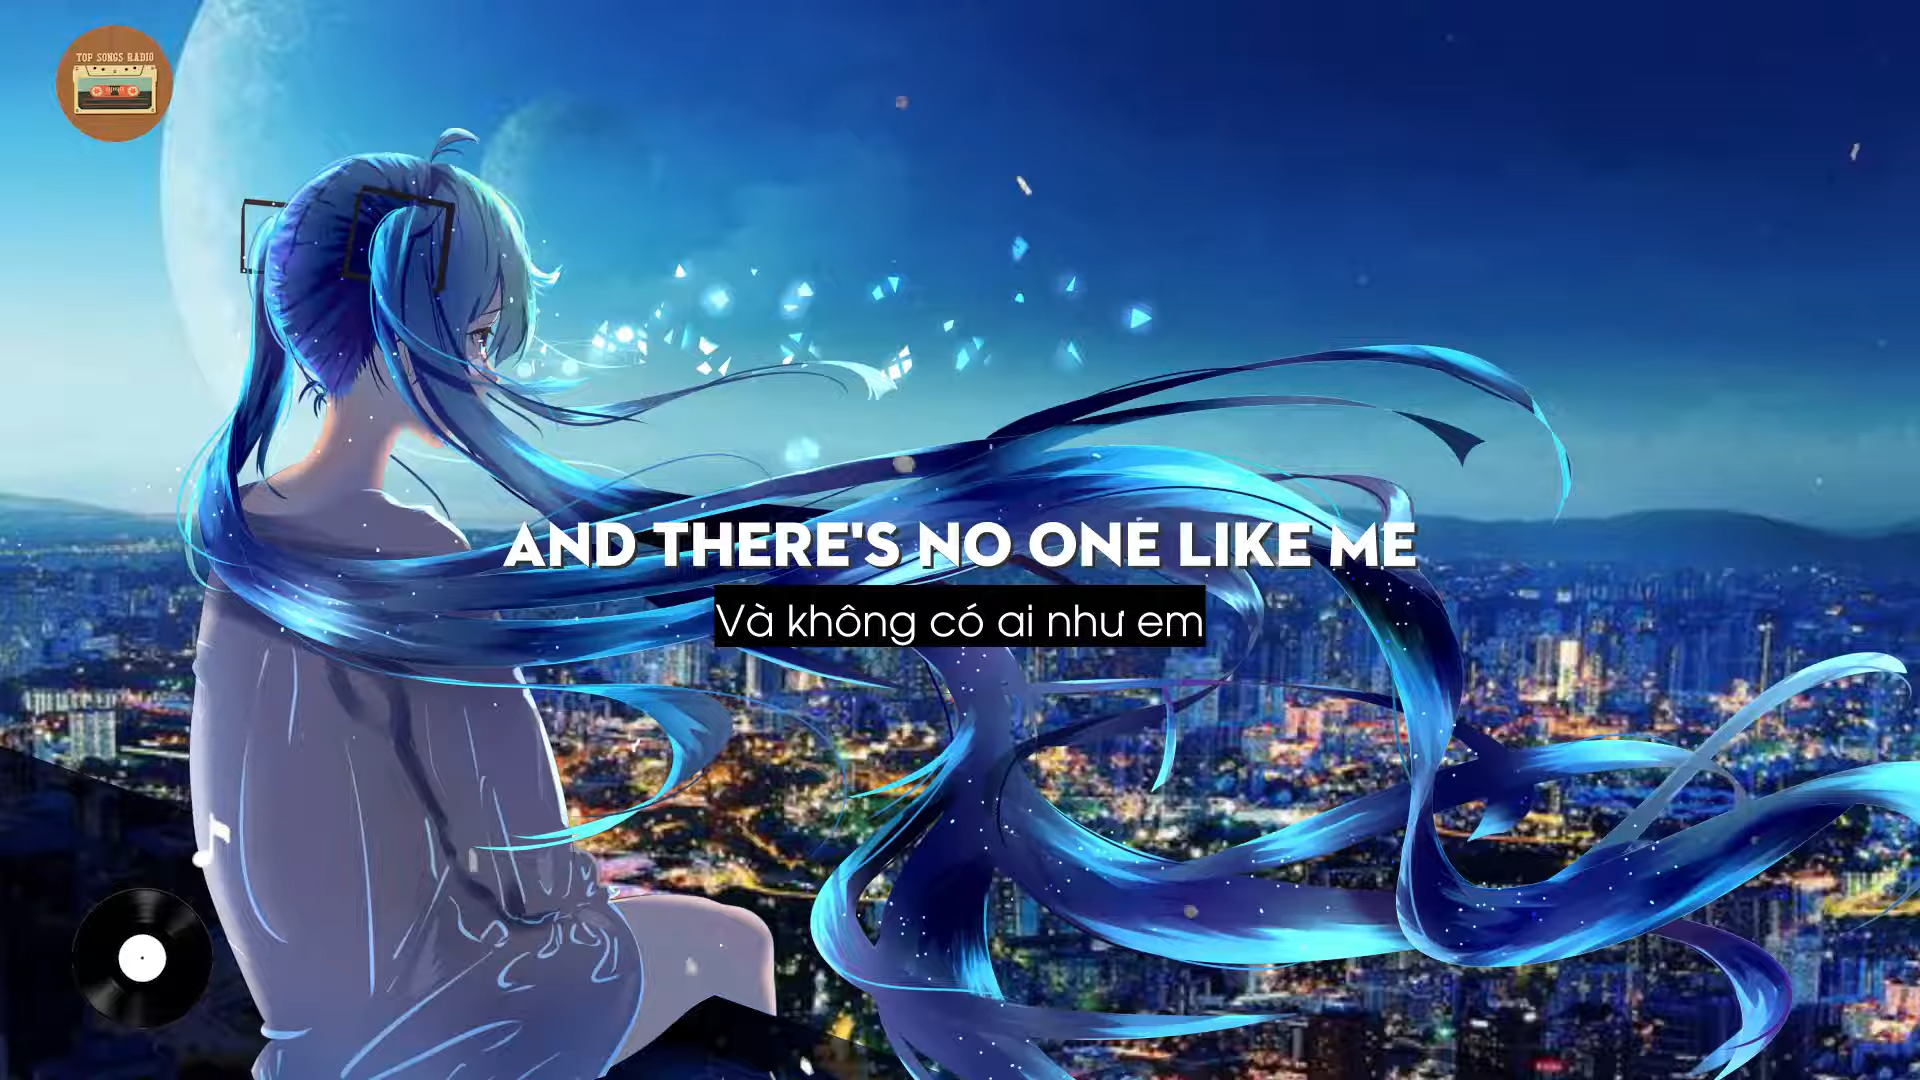 TOP SONGS RADIO
AND THERE'S NO ONE LIKE ME
Và không có ai như em